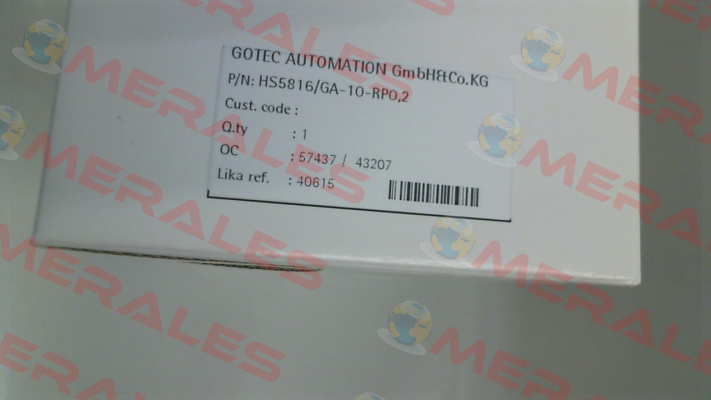 GOTEC AUTOMATION GmbH&Co.KG
P/N: HS5816/GA-10-RP0,2
Cust. code :
Q.ty : 1
OC : 57437 / 43207
Lika ref. : 40615
MERALES
MERALES
MERALES
MERALES
MERALES
MERALES